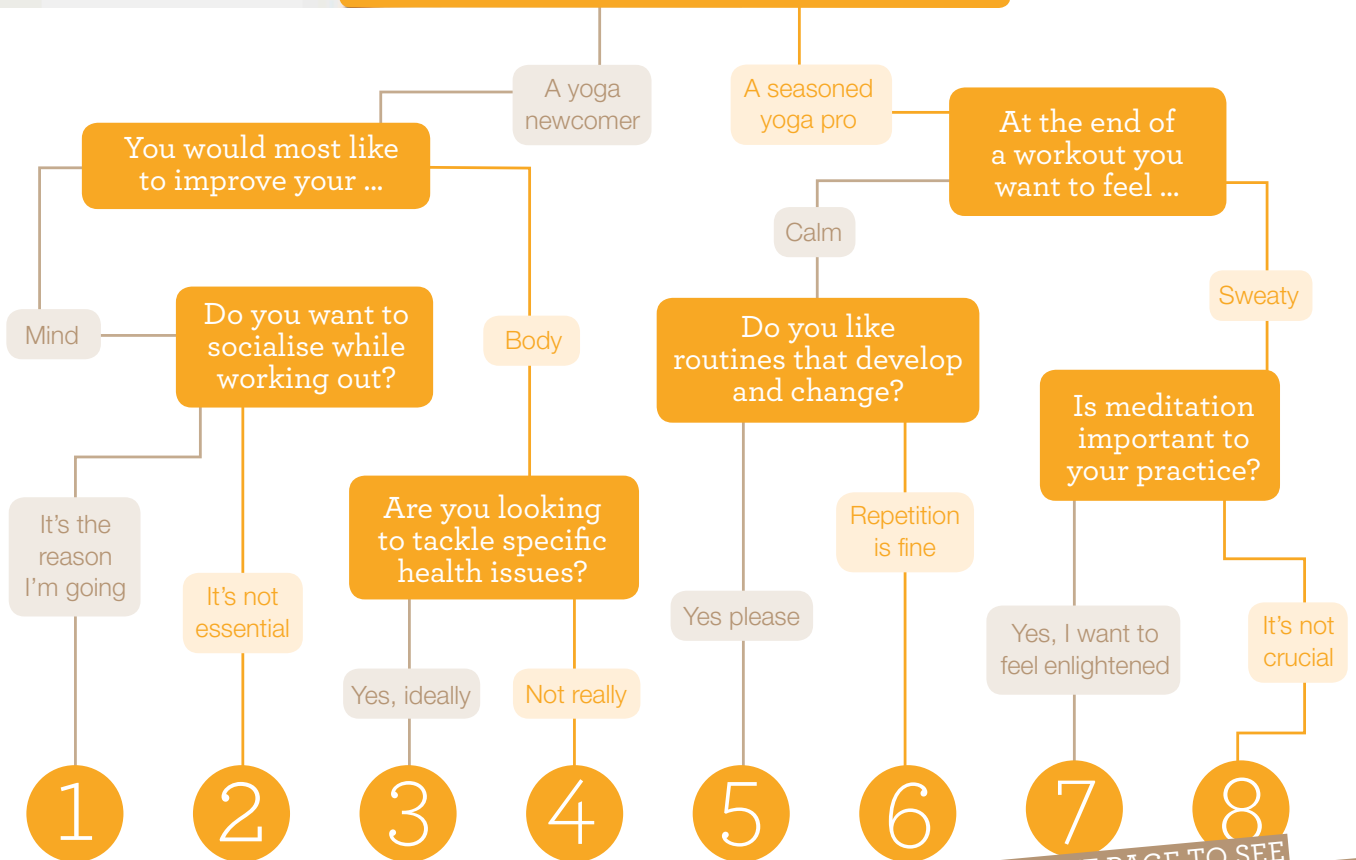 A yoga
newcomer
A seasoned
yoga pro
You would most like
to improve your ...
At the end of
a workout you
want to feel ...
Calm
Sweaty
Mind
Do you want to
socialise while
working out?
Body
Do you like
routines that develop
and change?
Is meditation
important to
your practice?
It's the
reason
I'm going
It's not
essential
Are you looking
to tackle specific
health issues?
Repetition
is fine
Yes please
Yes, I want to
feel enlightened
It's not
crucial
Yes, ideally
Not really
1
2
3
4
5
6
7
8
PAGE TO SEE